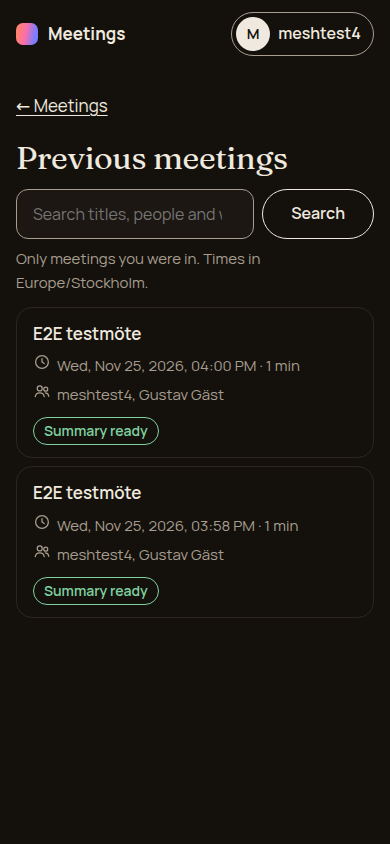 Meetings
M meshtest4
← Meetings
Previous meetings
Search titles, people and
Search
Only meetings you were in. Times in
Europe/Stockholm.
E2E testmöte
Wed, Nov 25, 2026, 04:00 PM · 1 min
meshtest4, Gustav Gäst
Summary ready
E2E testmöte
Wed, Nov 25, 2026, 03:58 PM · 1 min
meshtest4, Gustav Gäst
Summary ready